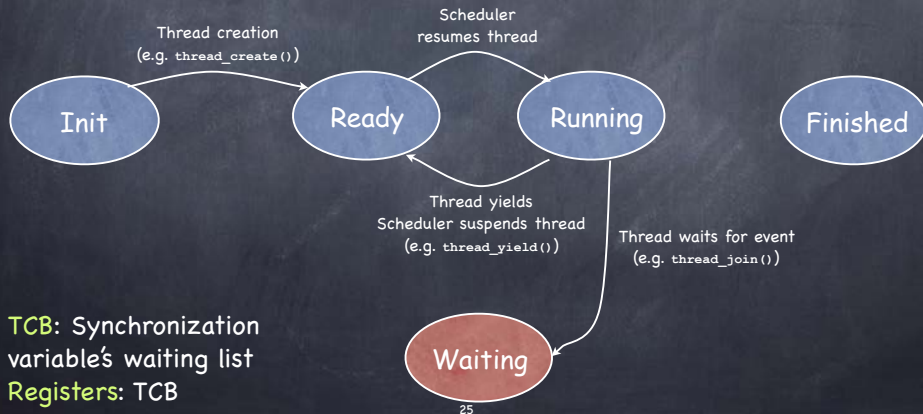 Thread creation
(e.g. thread_create())
Scheduler
resumes thread
Init
Ready
Running
Finished
Thread yields
Scheduler suspends thread
(e.g. thread_yield())
Thread waits for event
(e.g. thread_join())
TCB: Synchronization
variable's waiting list
Registers: TCB
Waiting
25